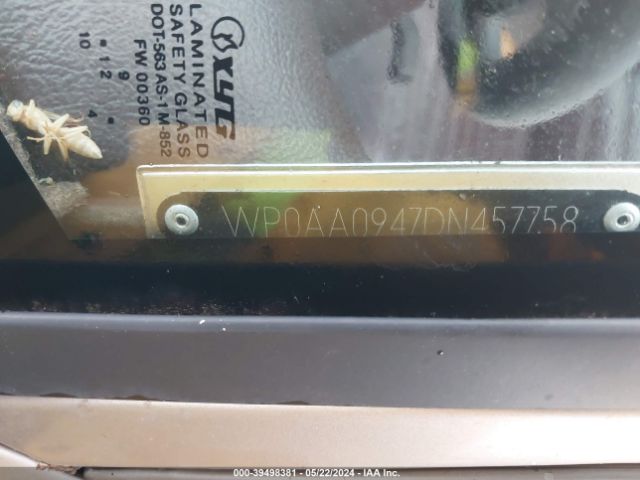 XYG
LAMINATED
SAFETY GLASS
DOT-563 AS-1 M-852
FW 00360
9
• 12 4 •
10
WP0AA0947DN457758
000-39498381 - 05/22/2024 - IAA Inc.